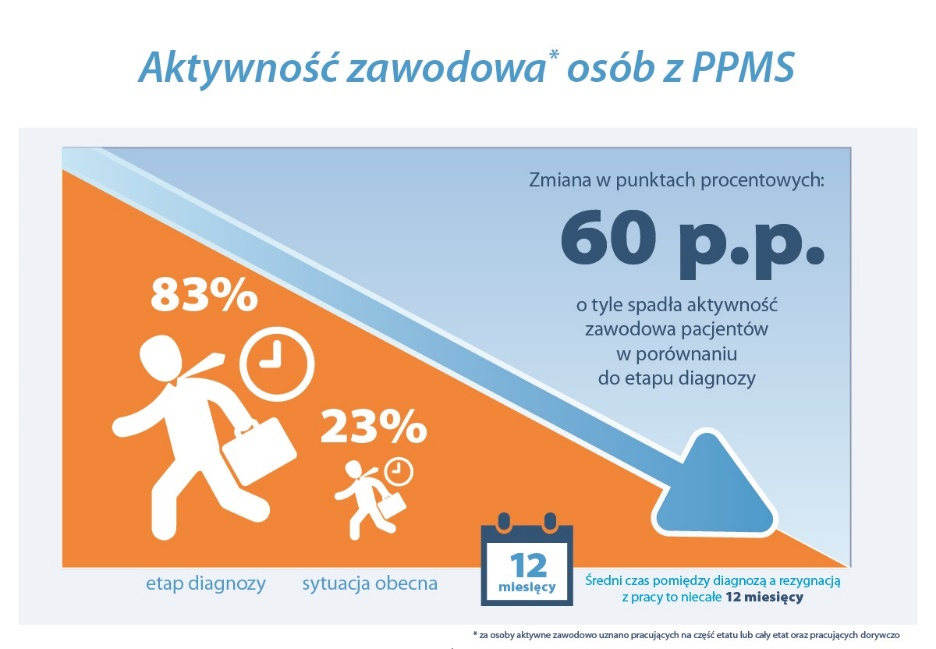 Aktywność zawodowa* osób z PPMS
Zmiana w punktach procentowych:
60 p.p.
o tyle spadła aktywność
zawodowa pacjentów
w porównaniu
do etapu diagnozy
83%
23%
etap diagnozy
sytuacja obecna
12
miesięcy
Średni czas pomiędzy diagnozą a rezygnacją
z pracy to niecałe 12 miesięcy
* za osoby aktywne zawodowo uznano pracujących na część etatu lub cały etat oraz pracujących dorywczo